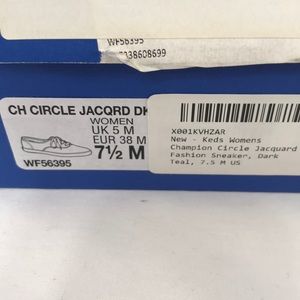 WF56395
CH CIRCLE JACQRD DK
WOMEN
UK 5 M
EUR 38 M
7½ M
WF56395
X001KVHZAR
New - Keds Womens
Champion Circle Jacquard
Fashion Sneaker, Dark
Teal, 7.5 M US